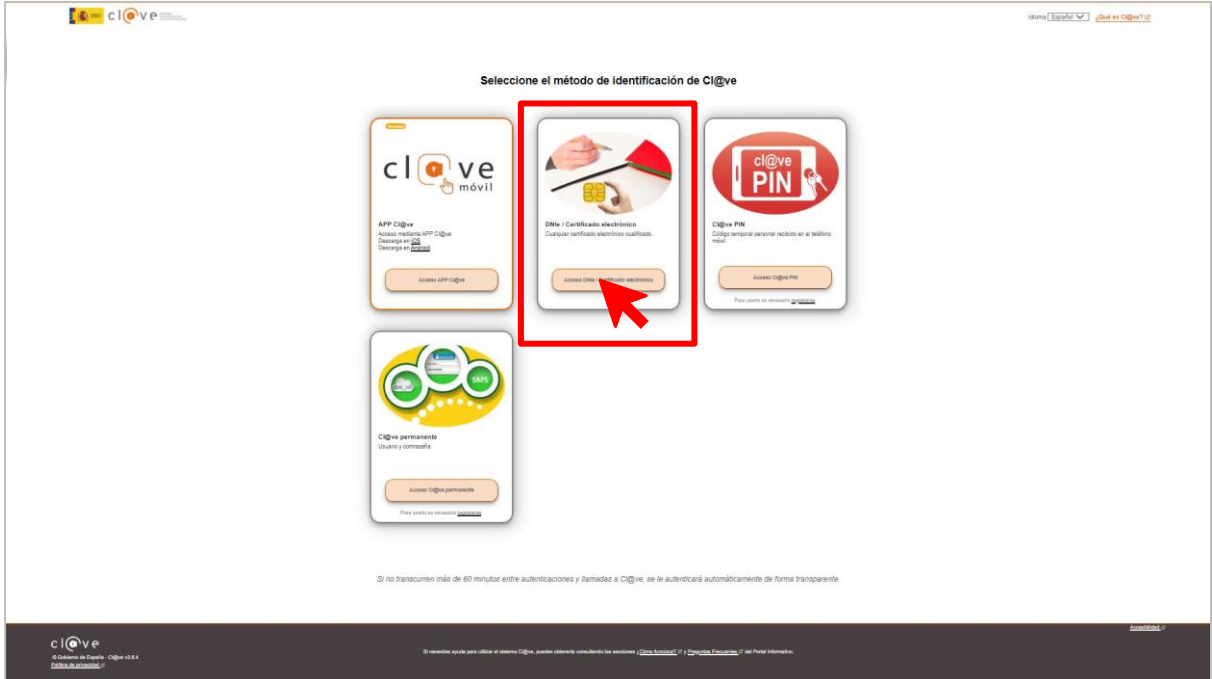 cl@ve
Idioma Español ¿Qué es Cl@ve?
Seleccione el método de identificación de Cl@ve
cl@ve
móvil
APP Cl@ve
Acceso mediante APP Cl@ve
Descarga en iOS
Descarga en Android
Acceso APP Cl@ve
DNIe / Certificado electrónico
Cualquier certificado electrónico cualificado.
Acceso DNIe / Certificado electrónico
cl@ve
PIN
Cl@ve PIN
Código temporal personal recibido en el teléfono
móvil.
Acceso Cl@ve PIN
Para usarlo es necesario registrarse
SMS
Cl@ve permanente
Usuario y contraseña.
Acceso Cl@ve permanente
Para usarlo es necesario registrarse
Si no transcurren más de 60 minutos entre autenticaciones y llamadas a Cl@ve, se le autenticará automáticamente de forma transparente.
Accesibilidad
cl@ve
© Gobierno de España - Cl@ve v2.8.4
Política de privacidad
Si necesitas ayuda para utilizar el sistema Cl@ve, puedes obtenerla consultando las secciones ¿Cómo funciona? y Preguntas Frecuentes del Portal Informativo.